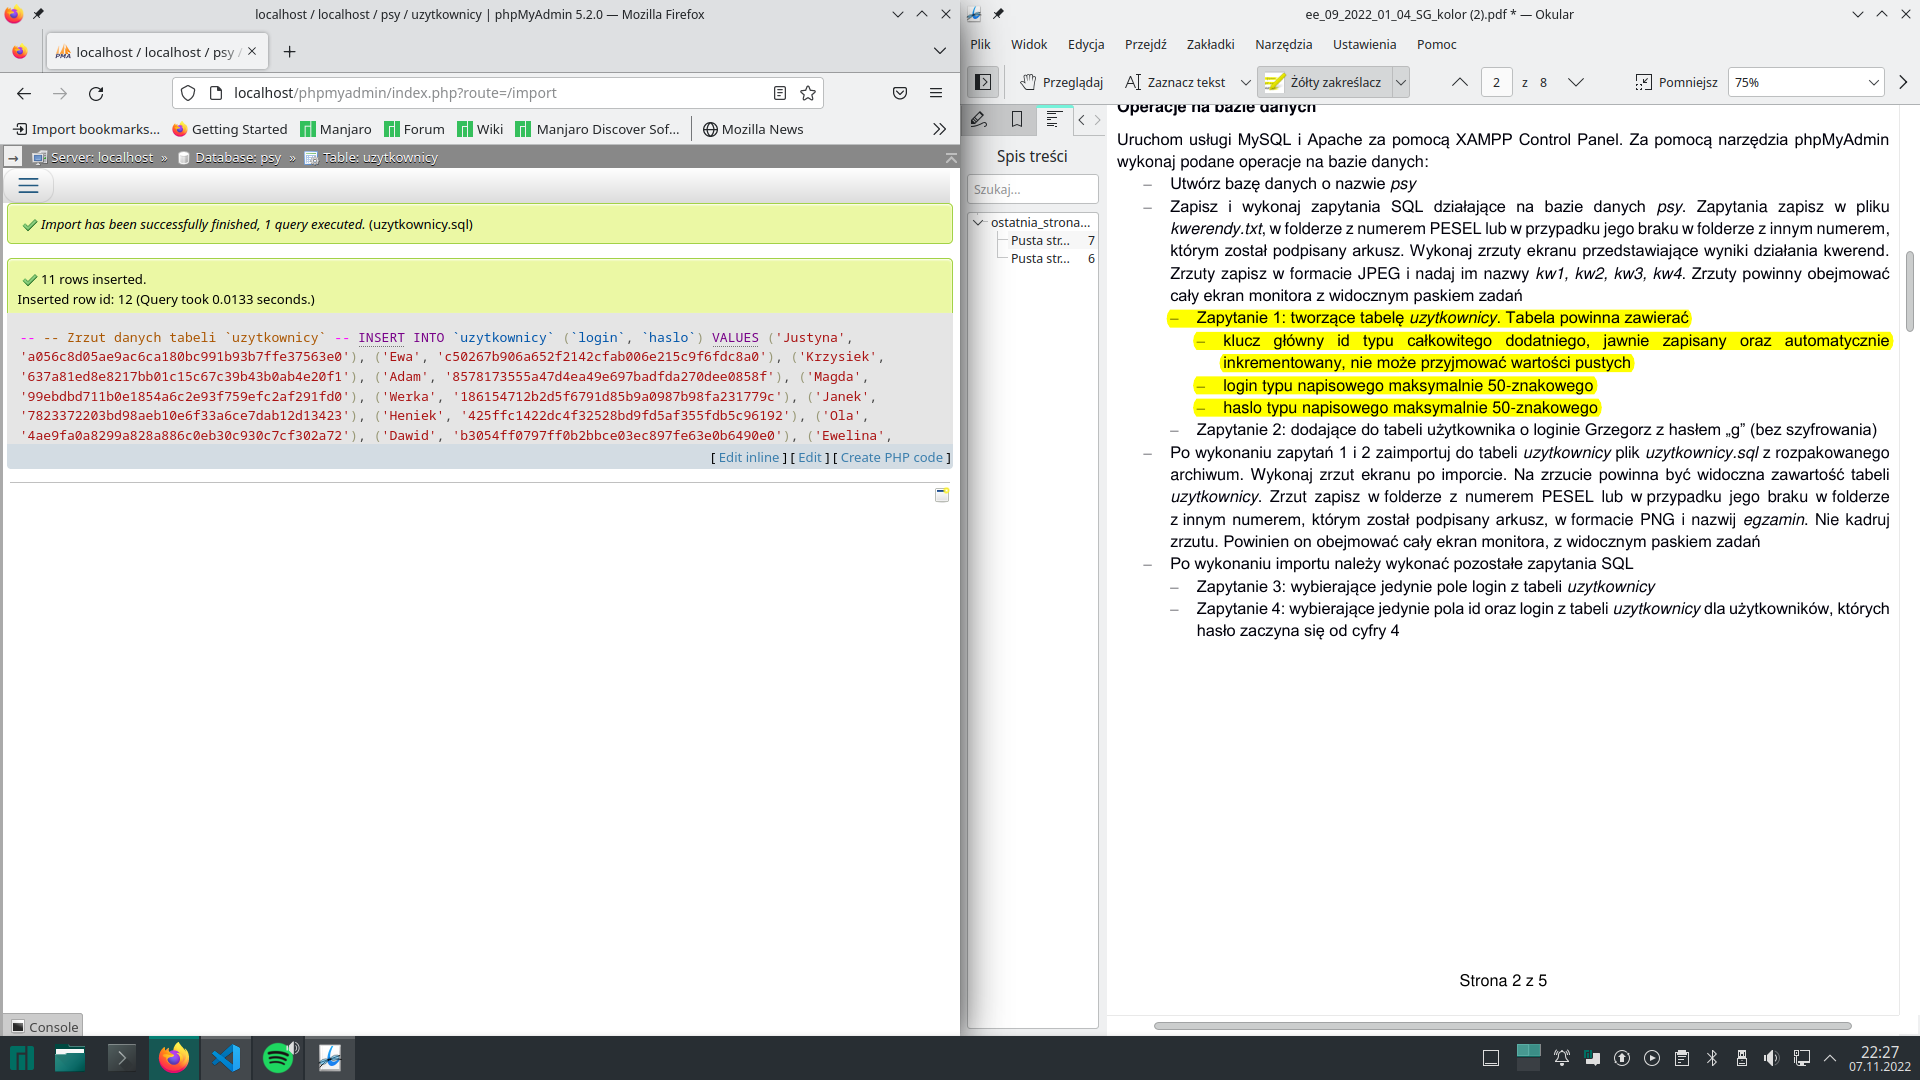 localhost / localhost / psy / uzytkownicy | phpMyAdmin 5.2.0 — Mozilla Firefox
localhost / localhost / psy /
localhost/phpmyadmin/index.php?route=/import
Import bookmarks...
Getting Started
Manjaro
Forum
Wiki
Manjaro Discover Sof...
Mozilla News
Server: localhost » Database: psy » Table: uzytkownicy
Import has been successfully finished, 1 query executed. (uzytkownicy.sql)
11 rows inserted.
Inserted row id: 12 (Query took 0.0133 seconds.)
-- -- Zrzut danych tabeli `uzytkownicy` -- INSERT INTO `uzytkownicy` (`login`, `haslo`) VALUES ('Justyna',
'a056c8d05ae9ac6ca180bc991b93b7ffe37563e0'), ('Ewa', 'c50267b906a652f2142cfab006e215c9f6fdc8a0'), ('Krzysiek',
'637a81ed8e8217bb01c15c67c39b43b0ab4e20f1'), ('Adam', '8578173555a47d4ea49e697badfda270dee0858f'), ('Magda',
'99ebdbd711b0e1854a6c2e93f759efc2af291fd0'), ('Werka', '186154712b2d5f6791d85b9a0987b98fa231779c'), ('Janek',
'7823372203bd98aeb10e6f33a6ce7dab12d13423'), ('Heniek', '425ffc1422dc4f32528bd9fd5af355fdb5c96192'), ('Ola',
'4ae9fa0a8299a828a886c0eb30c930c7cf302a72'), ('Dawid', 'b3054ff0797ff0b2bbce03ec897fe63e0b6490e0'), ('Ewelina',
[ Edit inline ] [ Edit ] [ Create PHP code ]
Console
ee_09_2022_01_04_SG_kolor (2).pdf * — Okular
Plik
Widok
Edycja
Przejdź
Zakładki
Narzędzia
Ustawienia
Pomoc
Przeglądaj
Zaznacz tekst
Żółty zakreślacz
2 z 8
Pomniejsz
75%
Spis treści
Szukaj...
ostatnia_strona...
Pusta str... 7
Pusta str... 6
Operacje na bazie danych
Uruchom usługi MySQL i Apache za pomocą XAMPP Control Panel. Za pomocą narzędzia phpMyAdmin
wykonaj podane operacje na bazie danych:
– Utwórz bazę danych o nazwie psy
– Zapisz i wykonaj zapytania SQL działające na bazie danych psy. Zapytania zapisz w pliku
kwerendy.txt, w folderze z numerem PESEL lub w przypadku jego braku w folderze z innym numerem,
którym został podpisany arkusz. Wykonaj zrzuty ekranu przedstawiające wyniki działania kwerend.
Zrzuty zapisz w formacie JPEG i nadaj im nazwy kw1, kw2, kw3, kw4. Zrzuty powinny obejmować
cały ekran monitora z widocznym paskiem zadań
– Zapytanie 1: tworzące tabelę uzytkownicy. Tabela powinna zawierać
– klucz główny id typu całkowitego dodatniego, jawnie zapisany oraz automatycznie
inkrementowany, nie może przyjmować wartości pustych
– login typu napisowego maksymalnie 50-znakowego
– haslo typu napisowego maksymalnie 50-znakowego
– Zapytanie 2: dodające do tabeli użytkownika o loginie Grzegorz z hasłem „g” (bez szyfrowania)
– Po wykonaniu zapytań 1 i 2 zaimportuj do tabeli uzytkownicy plik uzytkownicy.sql z rozpakowanego
archiwum. Wykonaj zrzut ekranu po imporcie. Na zrzucie powinna być widoczna zawartość tabeli
uzytkownicy. Zrzut zapisz w folderze z numerem PESEL lub w przypadku jego braku w folderze
z innym numerem, którym został podpisany arkusz, w formacie PNG i nazwij egzamin. Nie kadruj
zrzutu. Powinien on obejmować cały ekran monitora, z widocznym paskiem zadań
– Po wykonaniu importu należy wykonać pozostałe zapytania SQL
– Zapytanie 3: wybierające jedynie pole login z tabeli uzytkownicy
– Zapytanie 4: wybierające jedynie pola id oraz login z tabeli uzytkownicy dla użytkowników, których
hasło zaczyna się od cyfry 4
Strona 2 z 5
22:27
07.11.2022